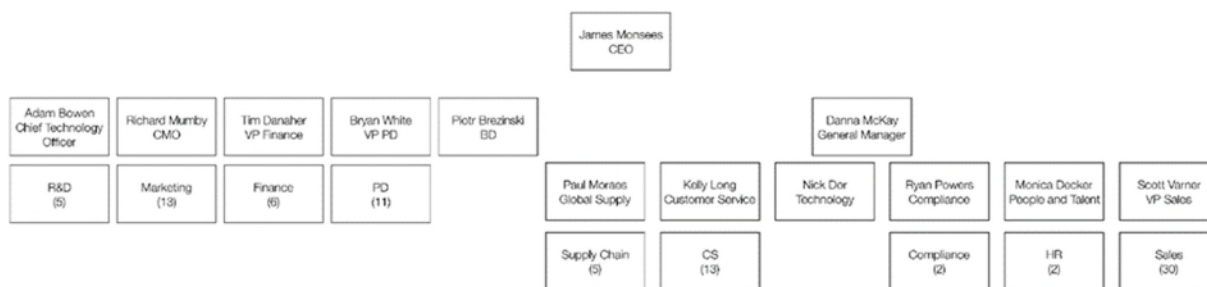 James Monsees
CEO
Adam Bowen
Chief Technology
Officer
Richard Mumby
CMO
Tim Danaher
VP Finance
Bryan White
VP PD
Piotr Brezinski
BD
Danna McKay
General Manager
R&D
(5)
Marketing
(13)
Finance
(6)
PD
(11)
Paul Moraes
Global Supply
Kelly Long
Customer Service
Nick Dor
Technology
Ryan Powers
Compliance
Monica Decker
People and Talent
Scott Varner
VP Sales
Supply Chain
(5)
CS
(13)
Compliance
(2)
HR
(2)
Sales
(30)